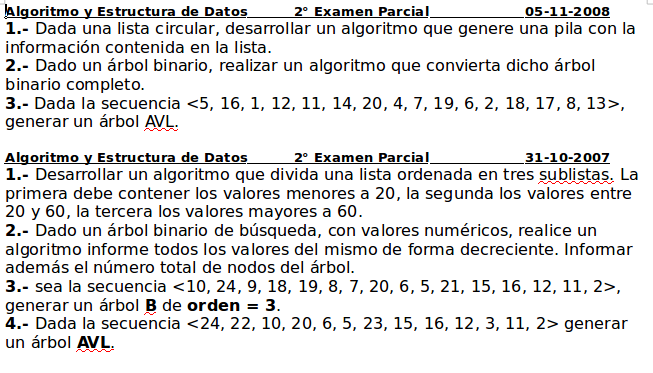 Algoritmo y Estructura de Datos 2° Examen Parcial 05-11-2008
1.- Dada una lista circular, desarrollar un algoritmo que genere una pila con la
información contenida en la lista.
2.- Dado un árbol binario, realizar un algoritmo que convierta dicho árbol
binario completo.
3.- Dada la secuencia <5, 16, 1, 12, 11, 14, 20, 4, 7, 19, 6, 2, 18, 17, 8, 13>,
generar un árbol AVL.
Algoritmo y Estructura de Datos 2° Examen Parcial 31-10-2007
1.- Desarrollar un algoritmo que divida una lista ordenada en tres sublistas. La
primera debe contener los valores menores a 20, la segunda los valores entre
20 y 60, la tercera los valores mayores a 60.
2.- Dado un árbol binario de búsqueda, con valores numéricos, realice un
algoritmo informe todos los valores del mismo de forma decreciente. Informar
además el número total de nodos del árbol.
3.- sea la secuencia <10, 24, 9, 18, 19, 8, 7, 20, 6, 5, 21, 15, 16, 12, 11, 2>,
generar un árbol B de orden = 3.
4.- Dada la secuencia <24, 22, 10, 20, 6, 5, 23, 15, 16, 12, 3, 11, 2> generar
un árbol AVL.